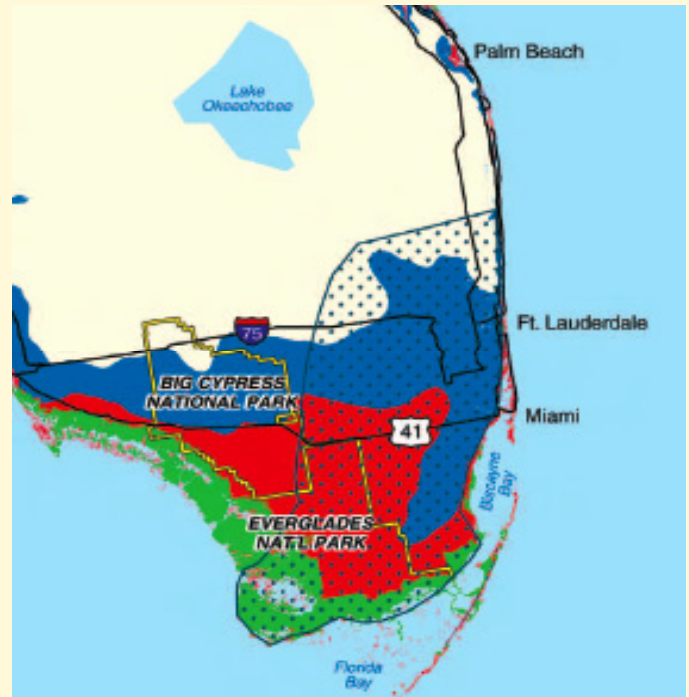 Palm Beach
Lake
Okeechobee
75
Ft. Lauderdale
BIG CYPRESS
NATIONAL PARK
Miami
41
Biscayne
Bay
EVERGLADES
NAT'L PARK
Florida
Bay